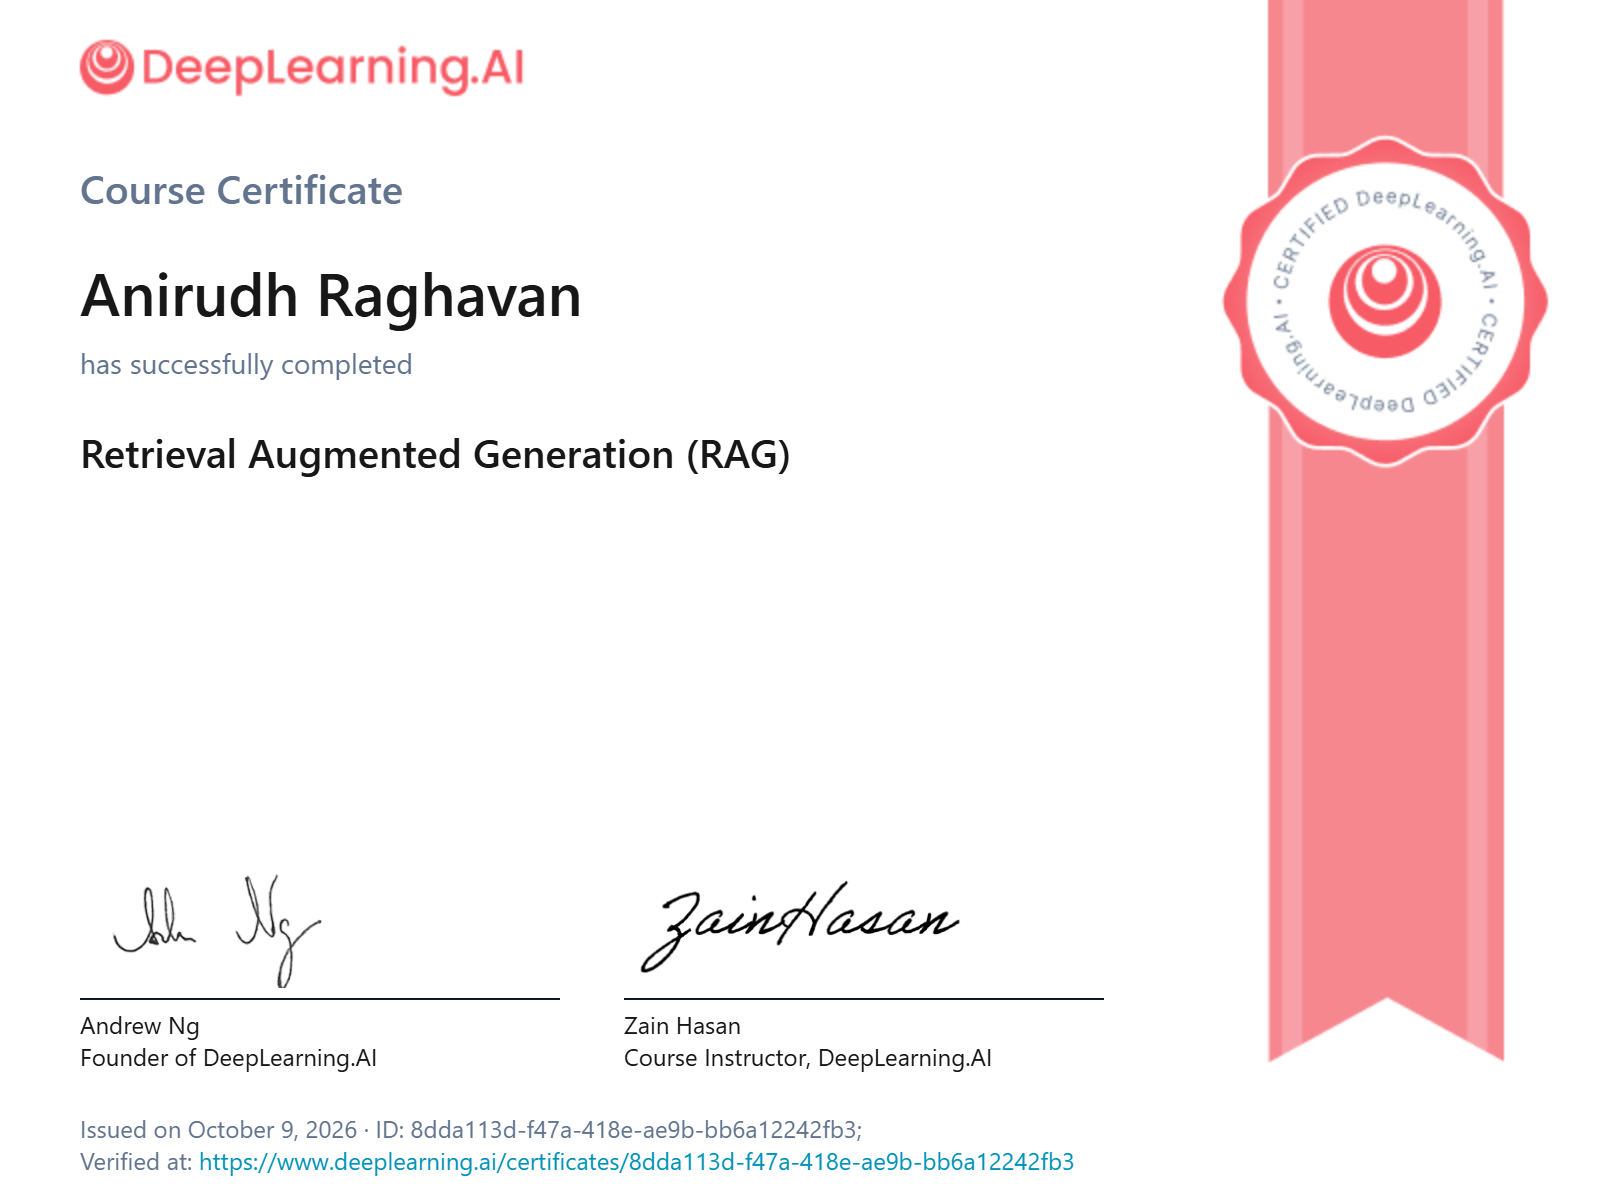 DeepLearning.AI
Course Certificate
Anirudh Raghavan
has successfully completed
Retrieval Augmented Generation (RAG)
CERTIFIED DeepLearning.AI • CERTIFIED DeepLearning.AI •
Andrew Ng
Zain Hasan
Andrew Ng
Founder of DeepLearning.AI
Zain Hasan
Course Instructor, DeepLearning.AI
Issued on October 9, 2026 · ID: 8dda113d-f47a-418e-ae9b-bb6a12242fb3;
Verified at: https://www.deeplearning.ai/certificates/8dda113d-f47a-418e-ae9b-bb6a12242fb3